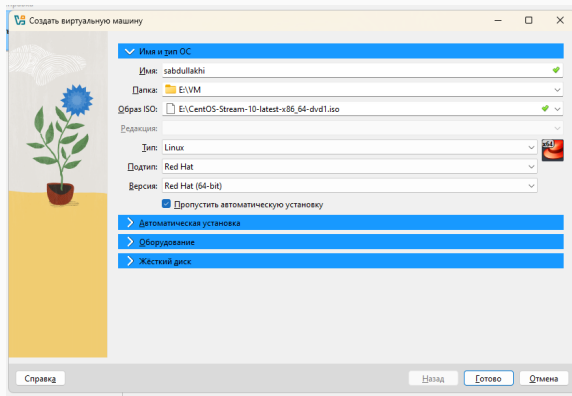 Создать виртуальную машину
Имя и тип ОС
Имя: sabdullakhi
Папка: E:\VM
Образ ISO: E:\CentOS-Stream-10-latest-x86_64-dvd1.iso
Редакция:
Тип: Linux
Подтип: Red Hat
Версия: Red Hat (64-bit)
Пропустить автоматическую установку
Автоматическая установка
Оборудование
Жёсткий диск
Справка Назад Готово Отмена